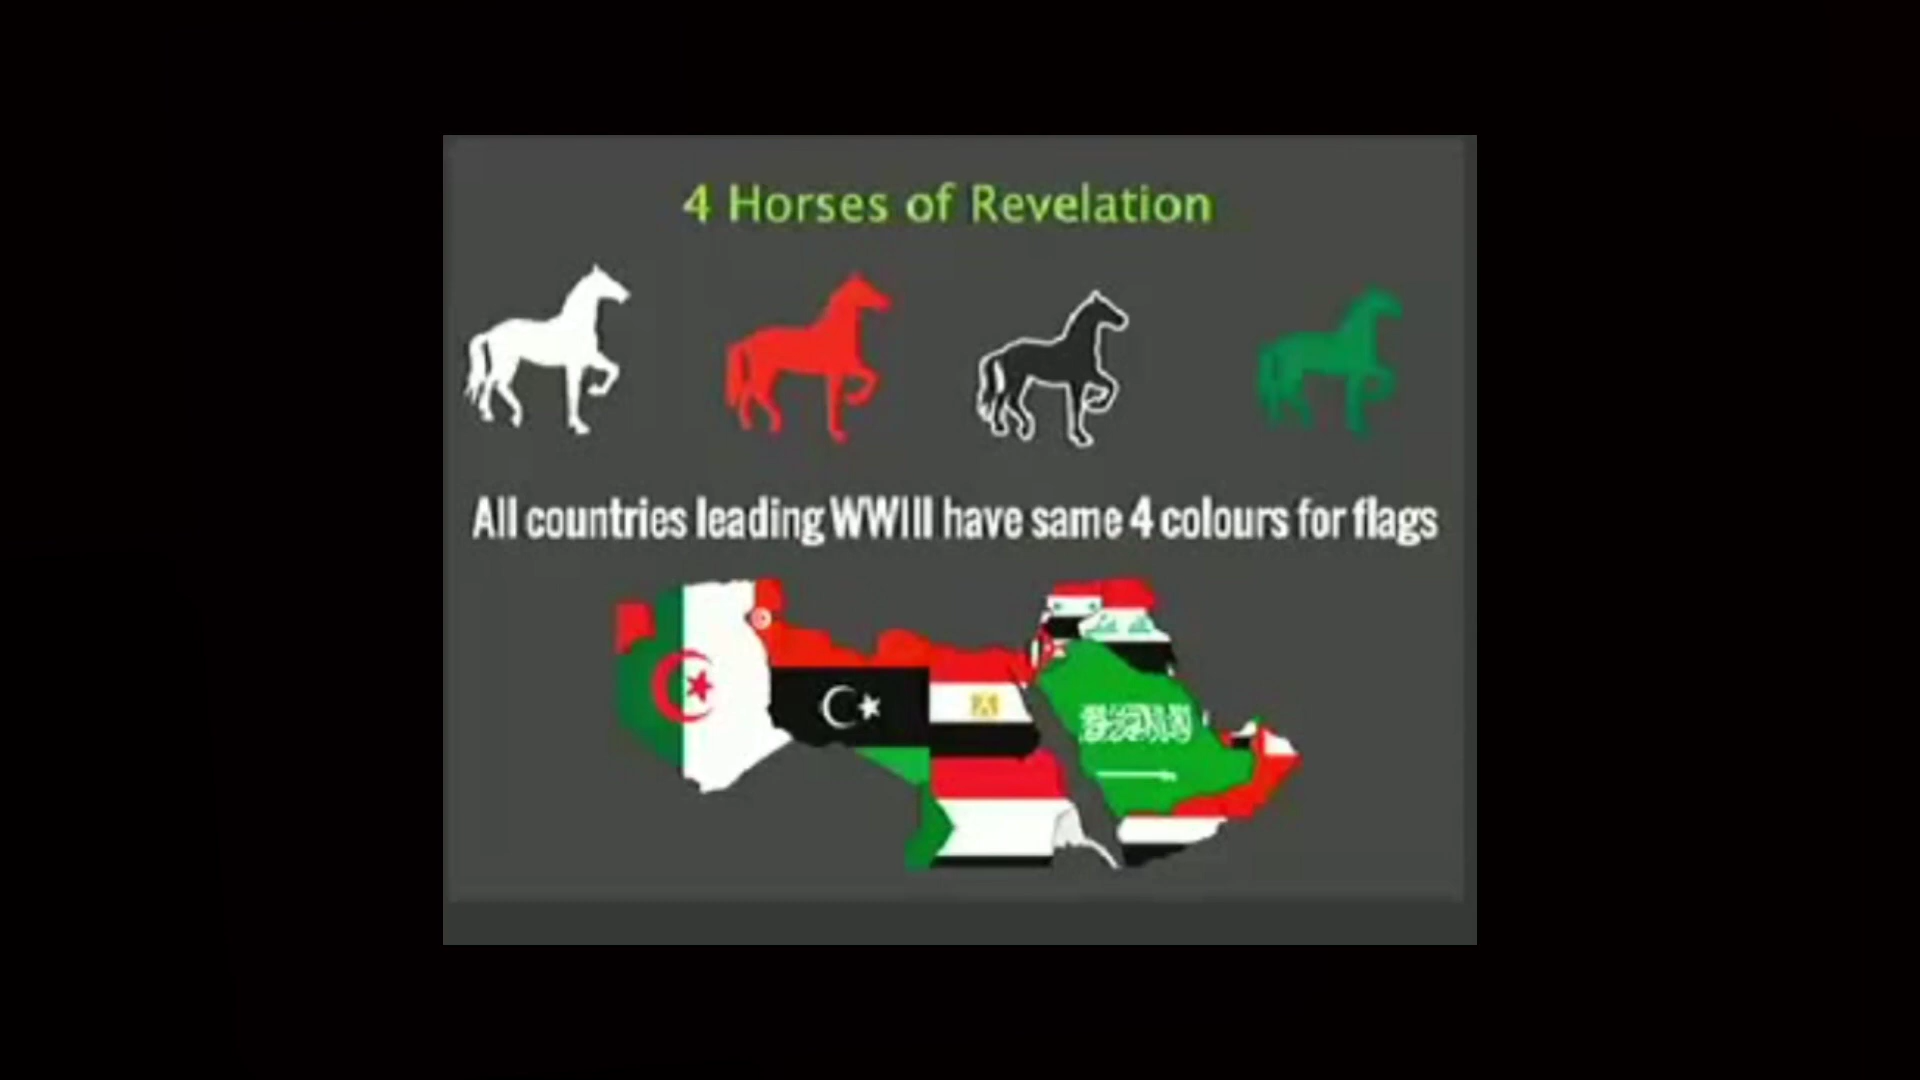 4 Horses of Revelation
All countries leading WWIII have same 4 colours for flags